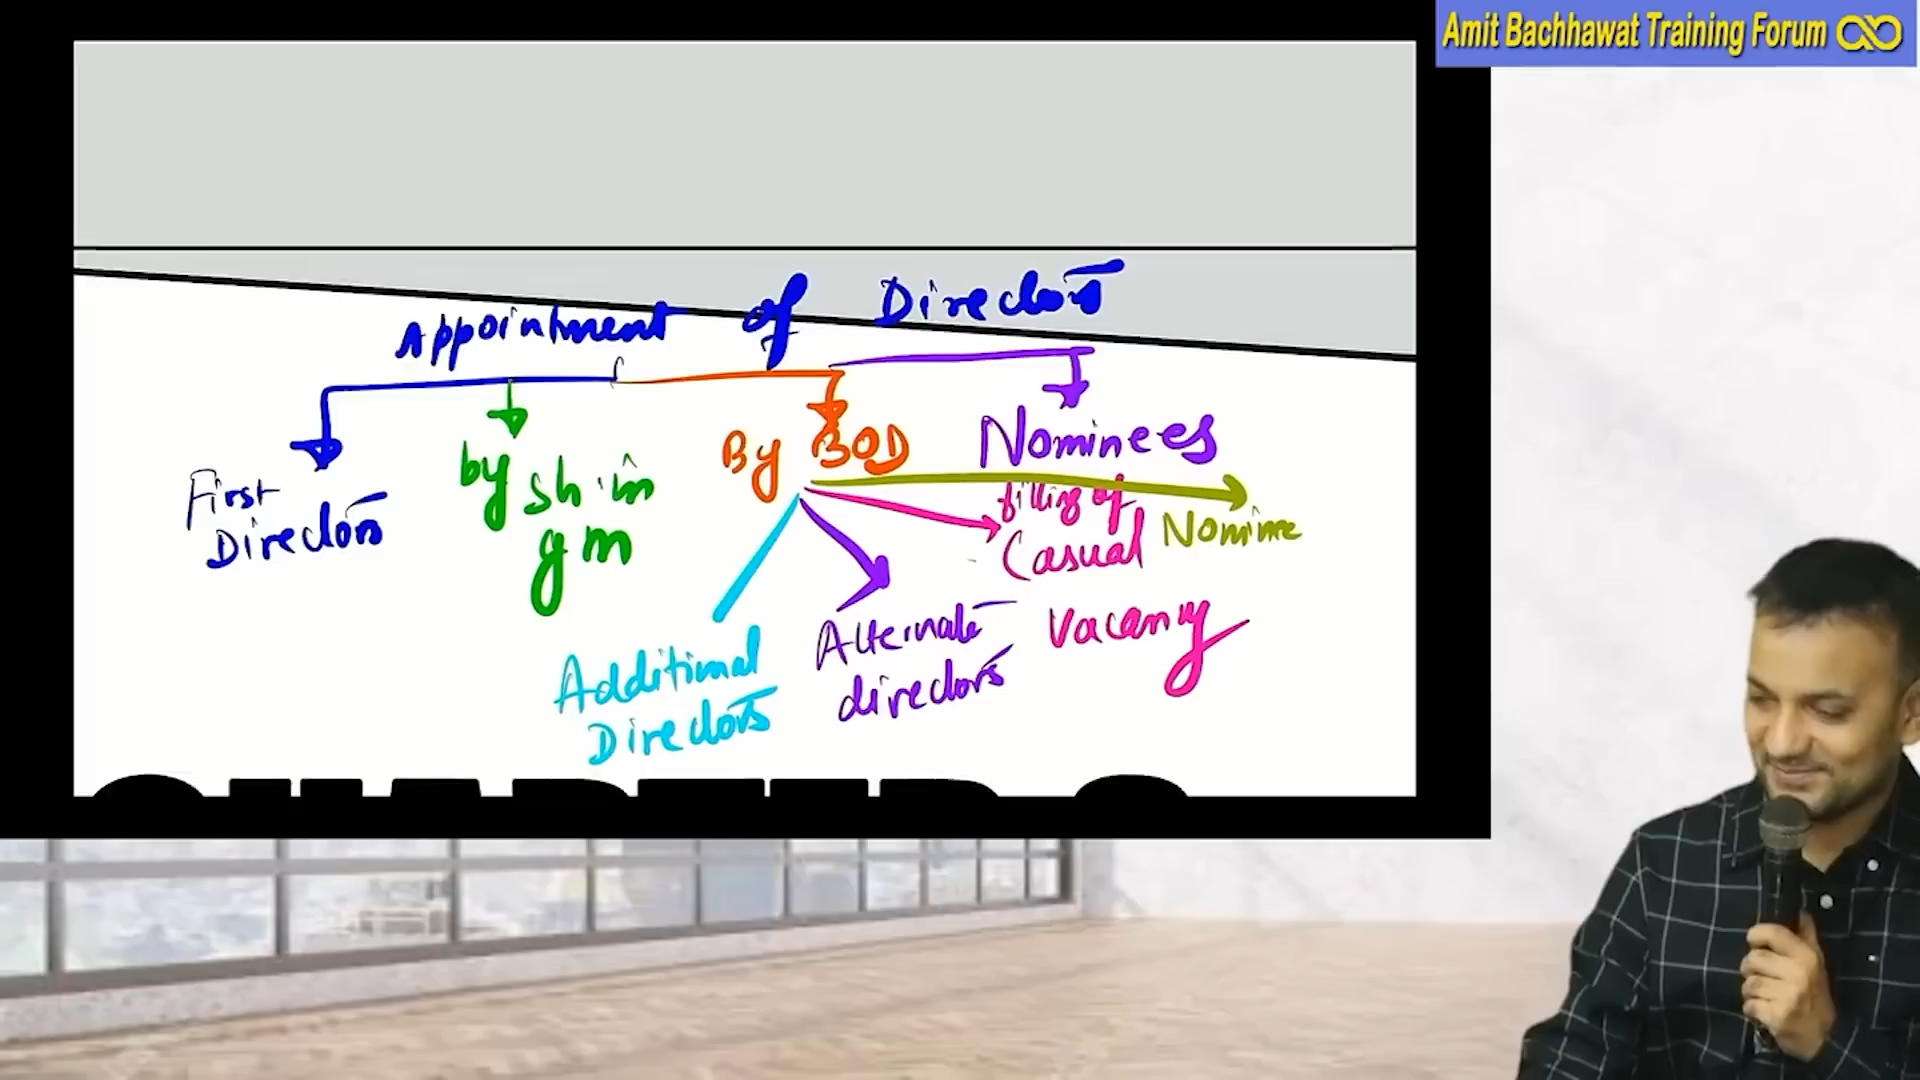 Amit Bachhawat Training Forum
Appointment of Directors
First
Directors
by sh. in
gm
By BOD
Nominees
filling of
Casual
Vacancy
Nominee
Additional
Directors
Alternate
directors